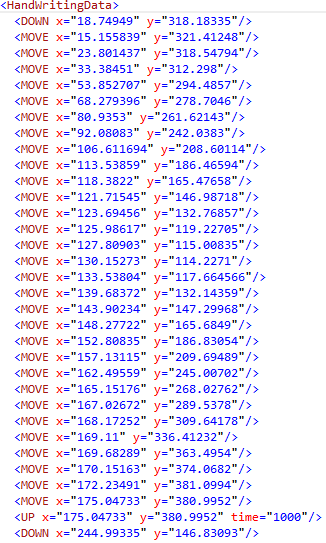 <HandWritingData>
<DOWN x="18.74949" y="318.18335"/>
<MOVE x="15.155839" y="321.41248"/>
<MOVE x="23.801437" y="318.54794"/>
<MOVE x="33.38451" y="312.298"/>
<MOVE x="53.852707" y="294.4857"/>
<MOVE x="68.279396" y="278.7046"/>
<MOVE x="80.9353" y="261.62143"/>
<MOVE x="92.08083" y="242.0383"/>
<MOVE x="106.611694" y="208.60114"/>
<MOVE x="113.53859" y="186.46594"/>
<MOVE x="118.3822" y="165.47658"/>
<MOVE x="121.71545" y="146.98718"/>
<MOVE x="123.69456" y="132.76857"/>
<MOVE x="125.98617" y="119.22705"/>
<MOVE x="127.80903" y="115.00835"/>
<MOVE x="130.15273" y="114.2271"/>
<MOVE x="133.53804" y="117.664566"/>
<MOVE x="139.68372" y="132.14359"/>
<MOVE x="143.90234" y="147.29968"/>
<MOVE x="148.27722" y="165.6849"/>
<MOVE x="152.80835" y="186.83054"/>
<MOVE x="157.13115" y="209.69489"/>
<MOVE x="162.49559" y="245.00702"/>
<MOVE x="165.15176" y="268.02762"/>
<MOVE x="167.02672" y="289.5378"/>
<MOVE x="168.17252" y="309.64178"/>
<MOVE x="169.11" y="336.41232"/>
<MOVE x="169.68289" y="363.4954"/>
<MOVE x="170.15163" y="374.0682"/>
<MOVE x="172.23491" y="381.0994"/>
<MOVE x="175.04733" y="380.9952"/>
<UP x="175.04733" y="380.9952" time="1000"/>
<DOWN x="244.99335" y="146.83093"/>